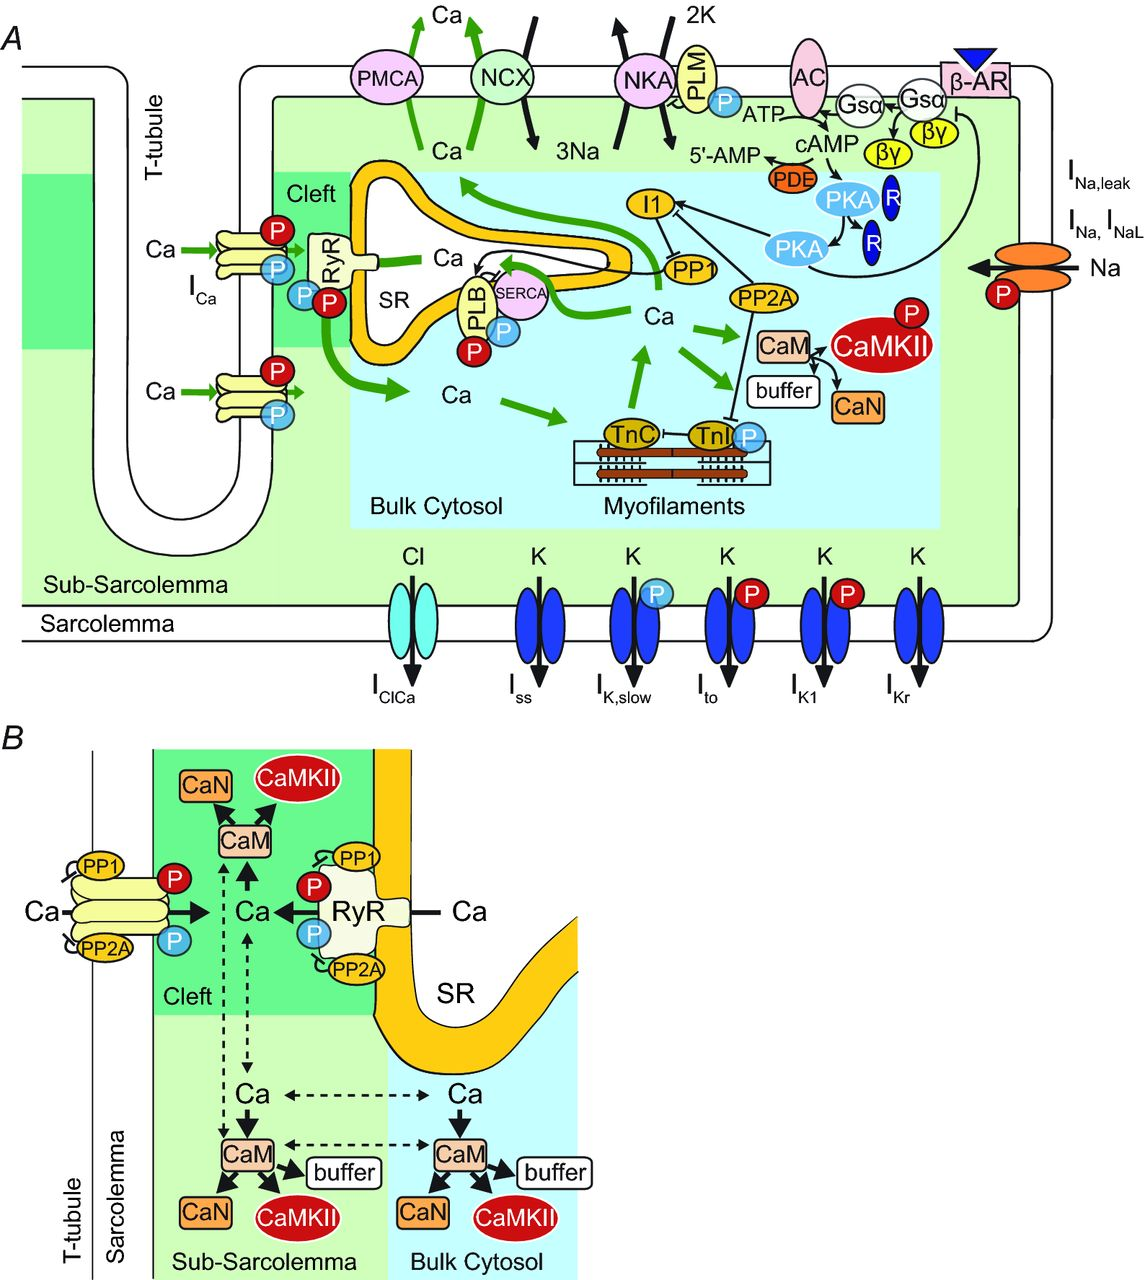 A
Ca
2K
PMCA
NCX
NKA
PLM
P
AC
β-AR
Gsα
Gsα
ATP
βγ
βγ
cAMP
Ca
3Na
5'-AMP
PDE
PKA
R
R
PKA
T-tubule
Cleft
I1
PP1
PP2A
INa,leak
INa, INaL
Na
P
Ca
P
P
ICa
RyR
P
P
Ca
SR
PLB
SERCA
P
P
Ca
CaM
CaMKII
P
buffer
CaN
Ca
P
P
Ca
TnC
TnI
P
Bulk Cytosol
Myofilaments
Sub-Sarcolemma
Sarcolemma
Cl
K
K
K
K
K
P
P
P
IClCa
Iss
IK,slow
Ito
IK1
IKr
B
CaN
CaMKII
CaM
PP1
PP1
P
P
Ca
Ca
RyR
Ca
P
P
PP2A
PP2A
Cleft
SR
Ca
Ca
CaM
buffer
CaM
buffer
CaN
CaMKII
CaN
CaMKII
T-tubule
Sarcolemma
Sub-Sarcolemma
Bulk Cytosol